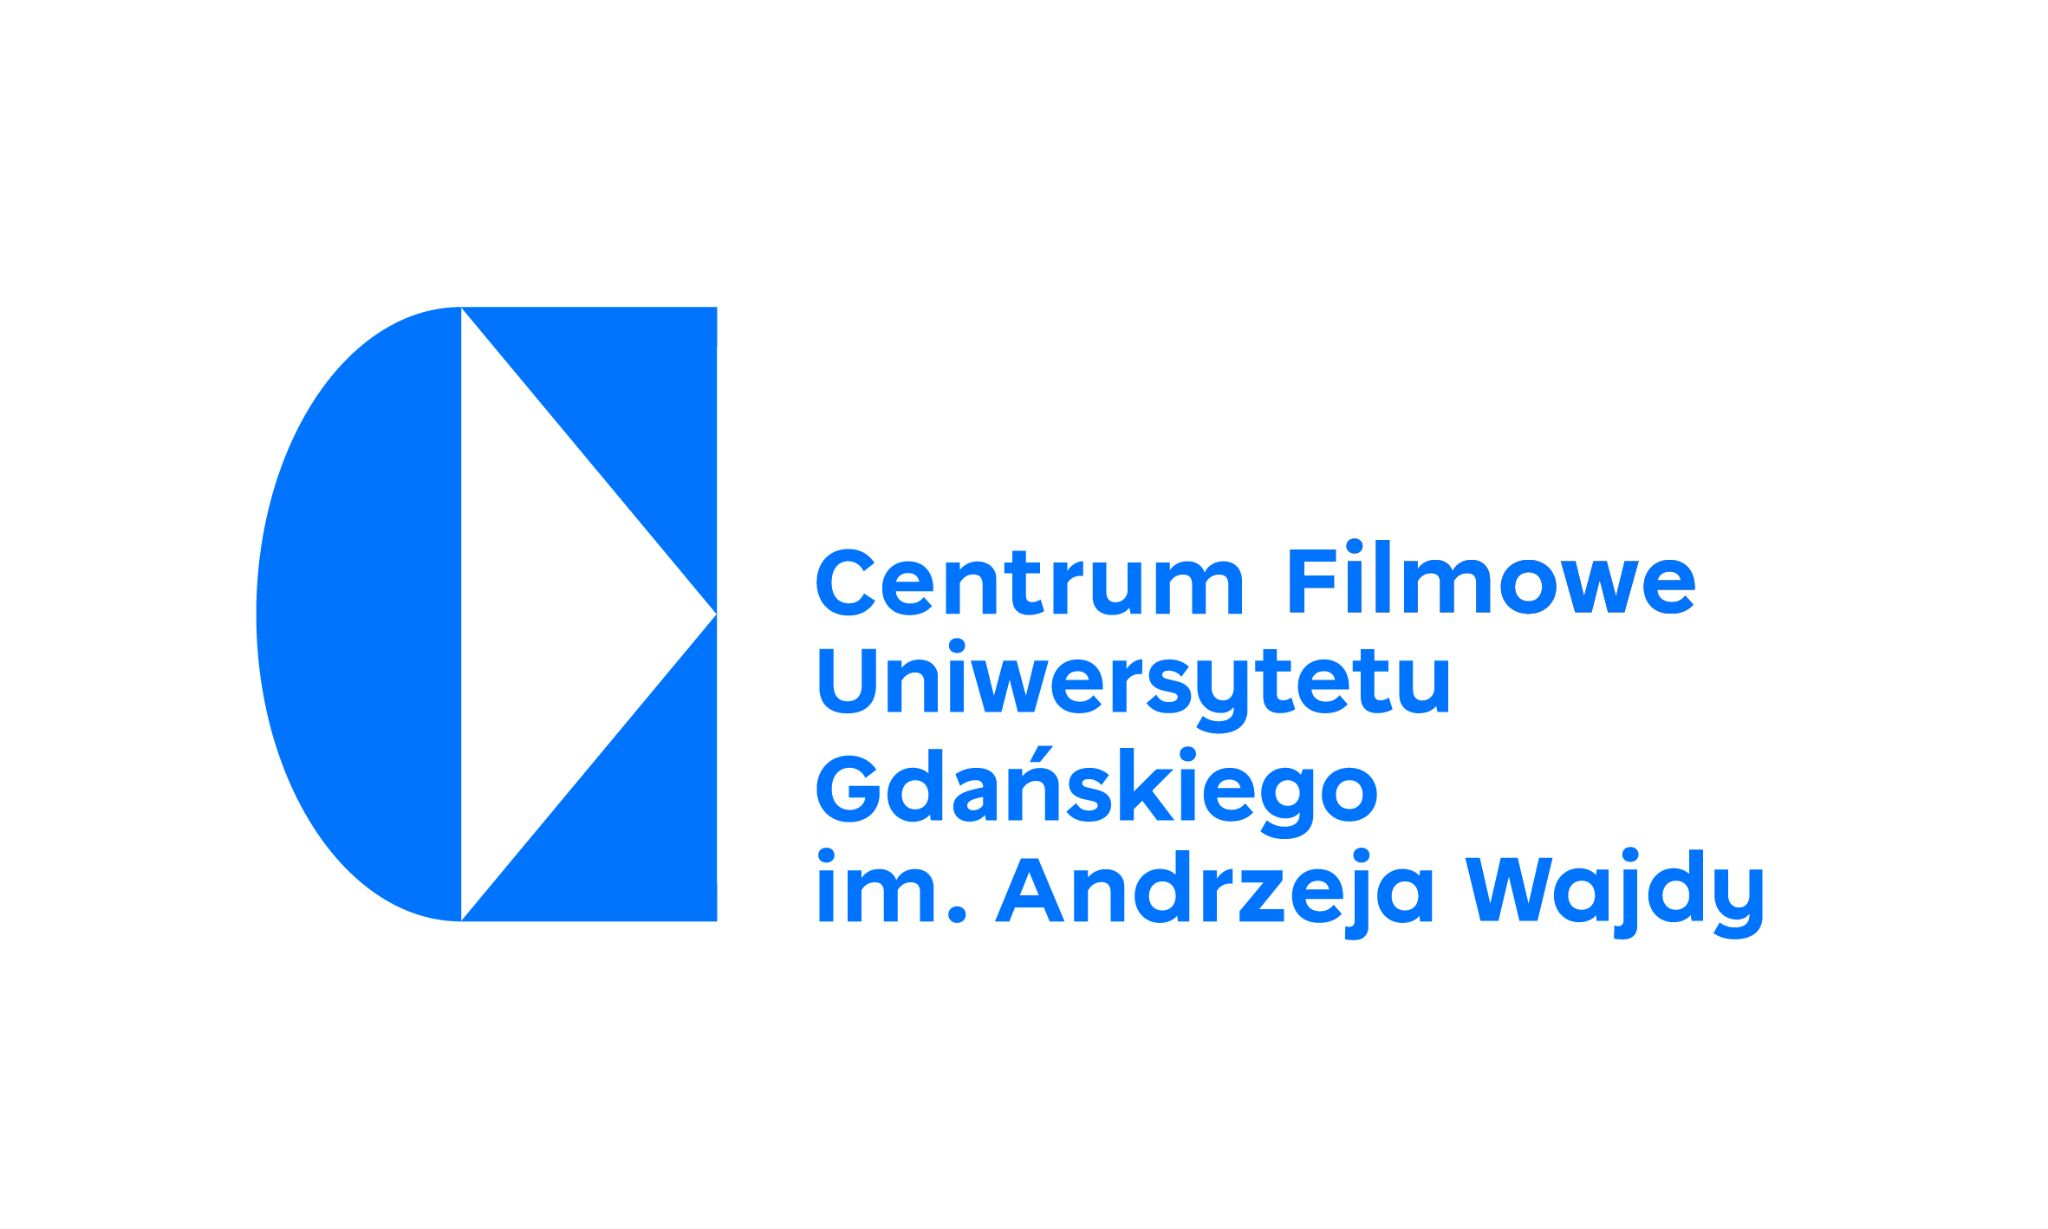 Centrum Filmowe
Uniwersytetu
Gdańskiego
im. Andrzeja Wajdy